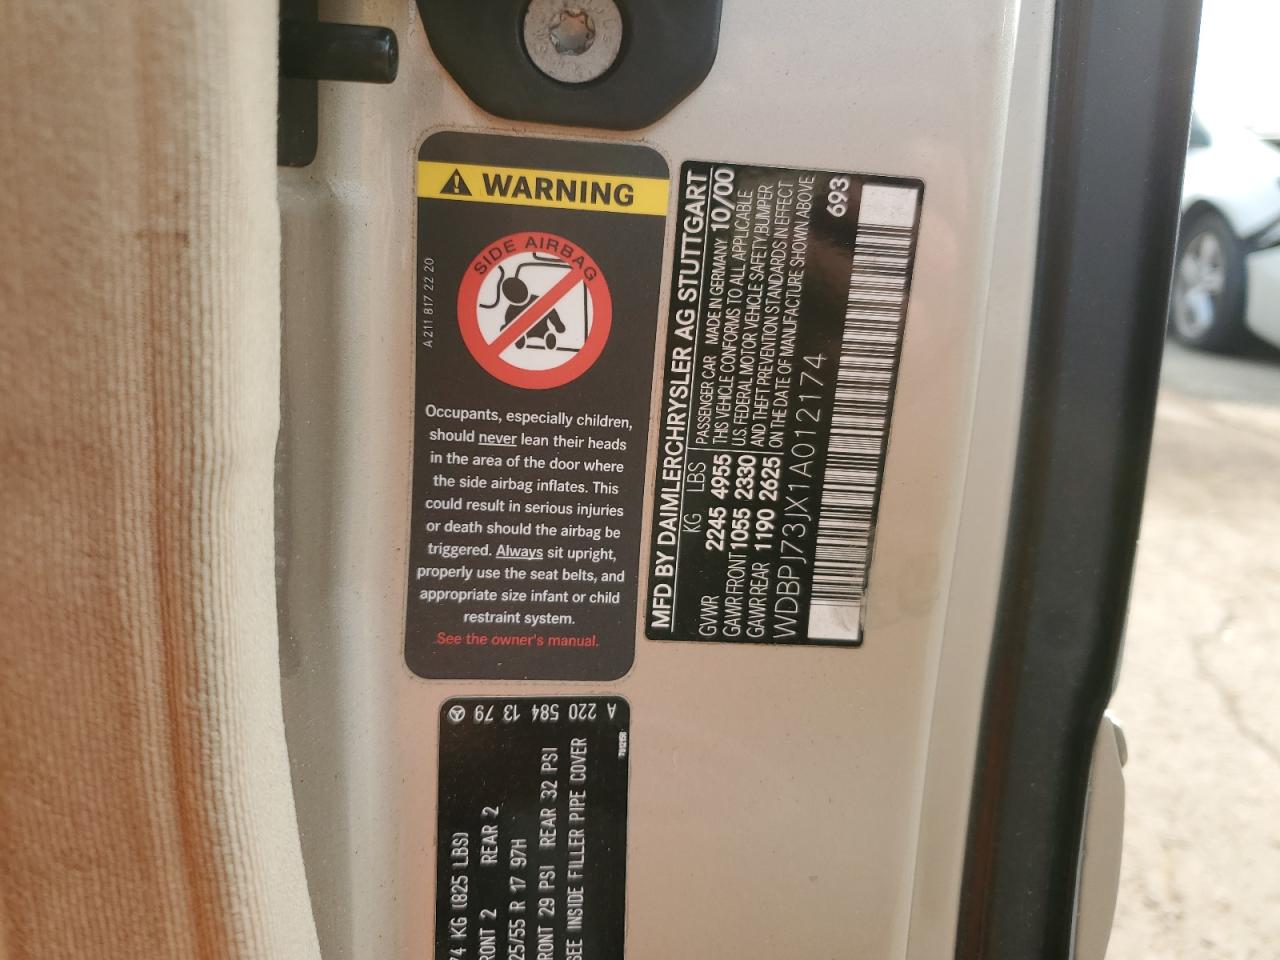 WARNING
SIDE AIRBAG
A 211 817 22 20
Occupants, especially children,
should never lean their heads
in the area of the door where
the side airbag inflates. This
could result in serious injuries
or death should the airbag be
triggered. Always sit upright,
properly use the seat belts, and
appropriate size infant or child
restraint system.
See the owner's manual.
MFD BY DAIMLERCHRYSLER AG STUTTGART
KG LBS
GVWR 2245 4955
GAWR FRONT 1055 2330
GAWR REAR 1190 2625
PASSENGER CAR MADE IN GERMANY 10/00
THIS VEHICLE CONFORMS TO ALL APPLICABLE
U.S. FEDERAL MOTOR VEHICLE SAFETY BUMPER
AND THEFT PREVENTION STANDARDS IN EFFECT
ON THE DATE OF MANUFACTURE SHOWN ABOVE
WDBPJ73JX1A012174
693
A 220 584 13 79
74 KG (825 LBS)
RONT 2 REAR 2
25/55 R 17 97H
RONT 29 PSI REAR 32 PSI
SEE INSIDE FILLER PIPE COVER